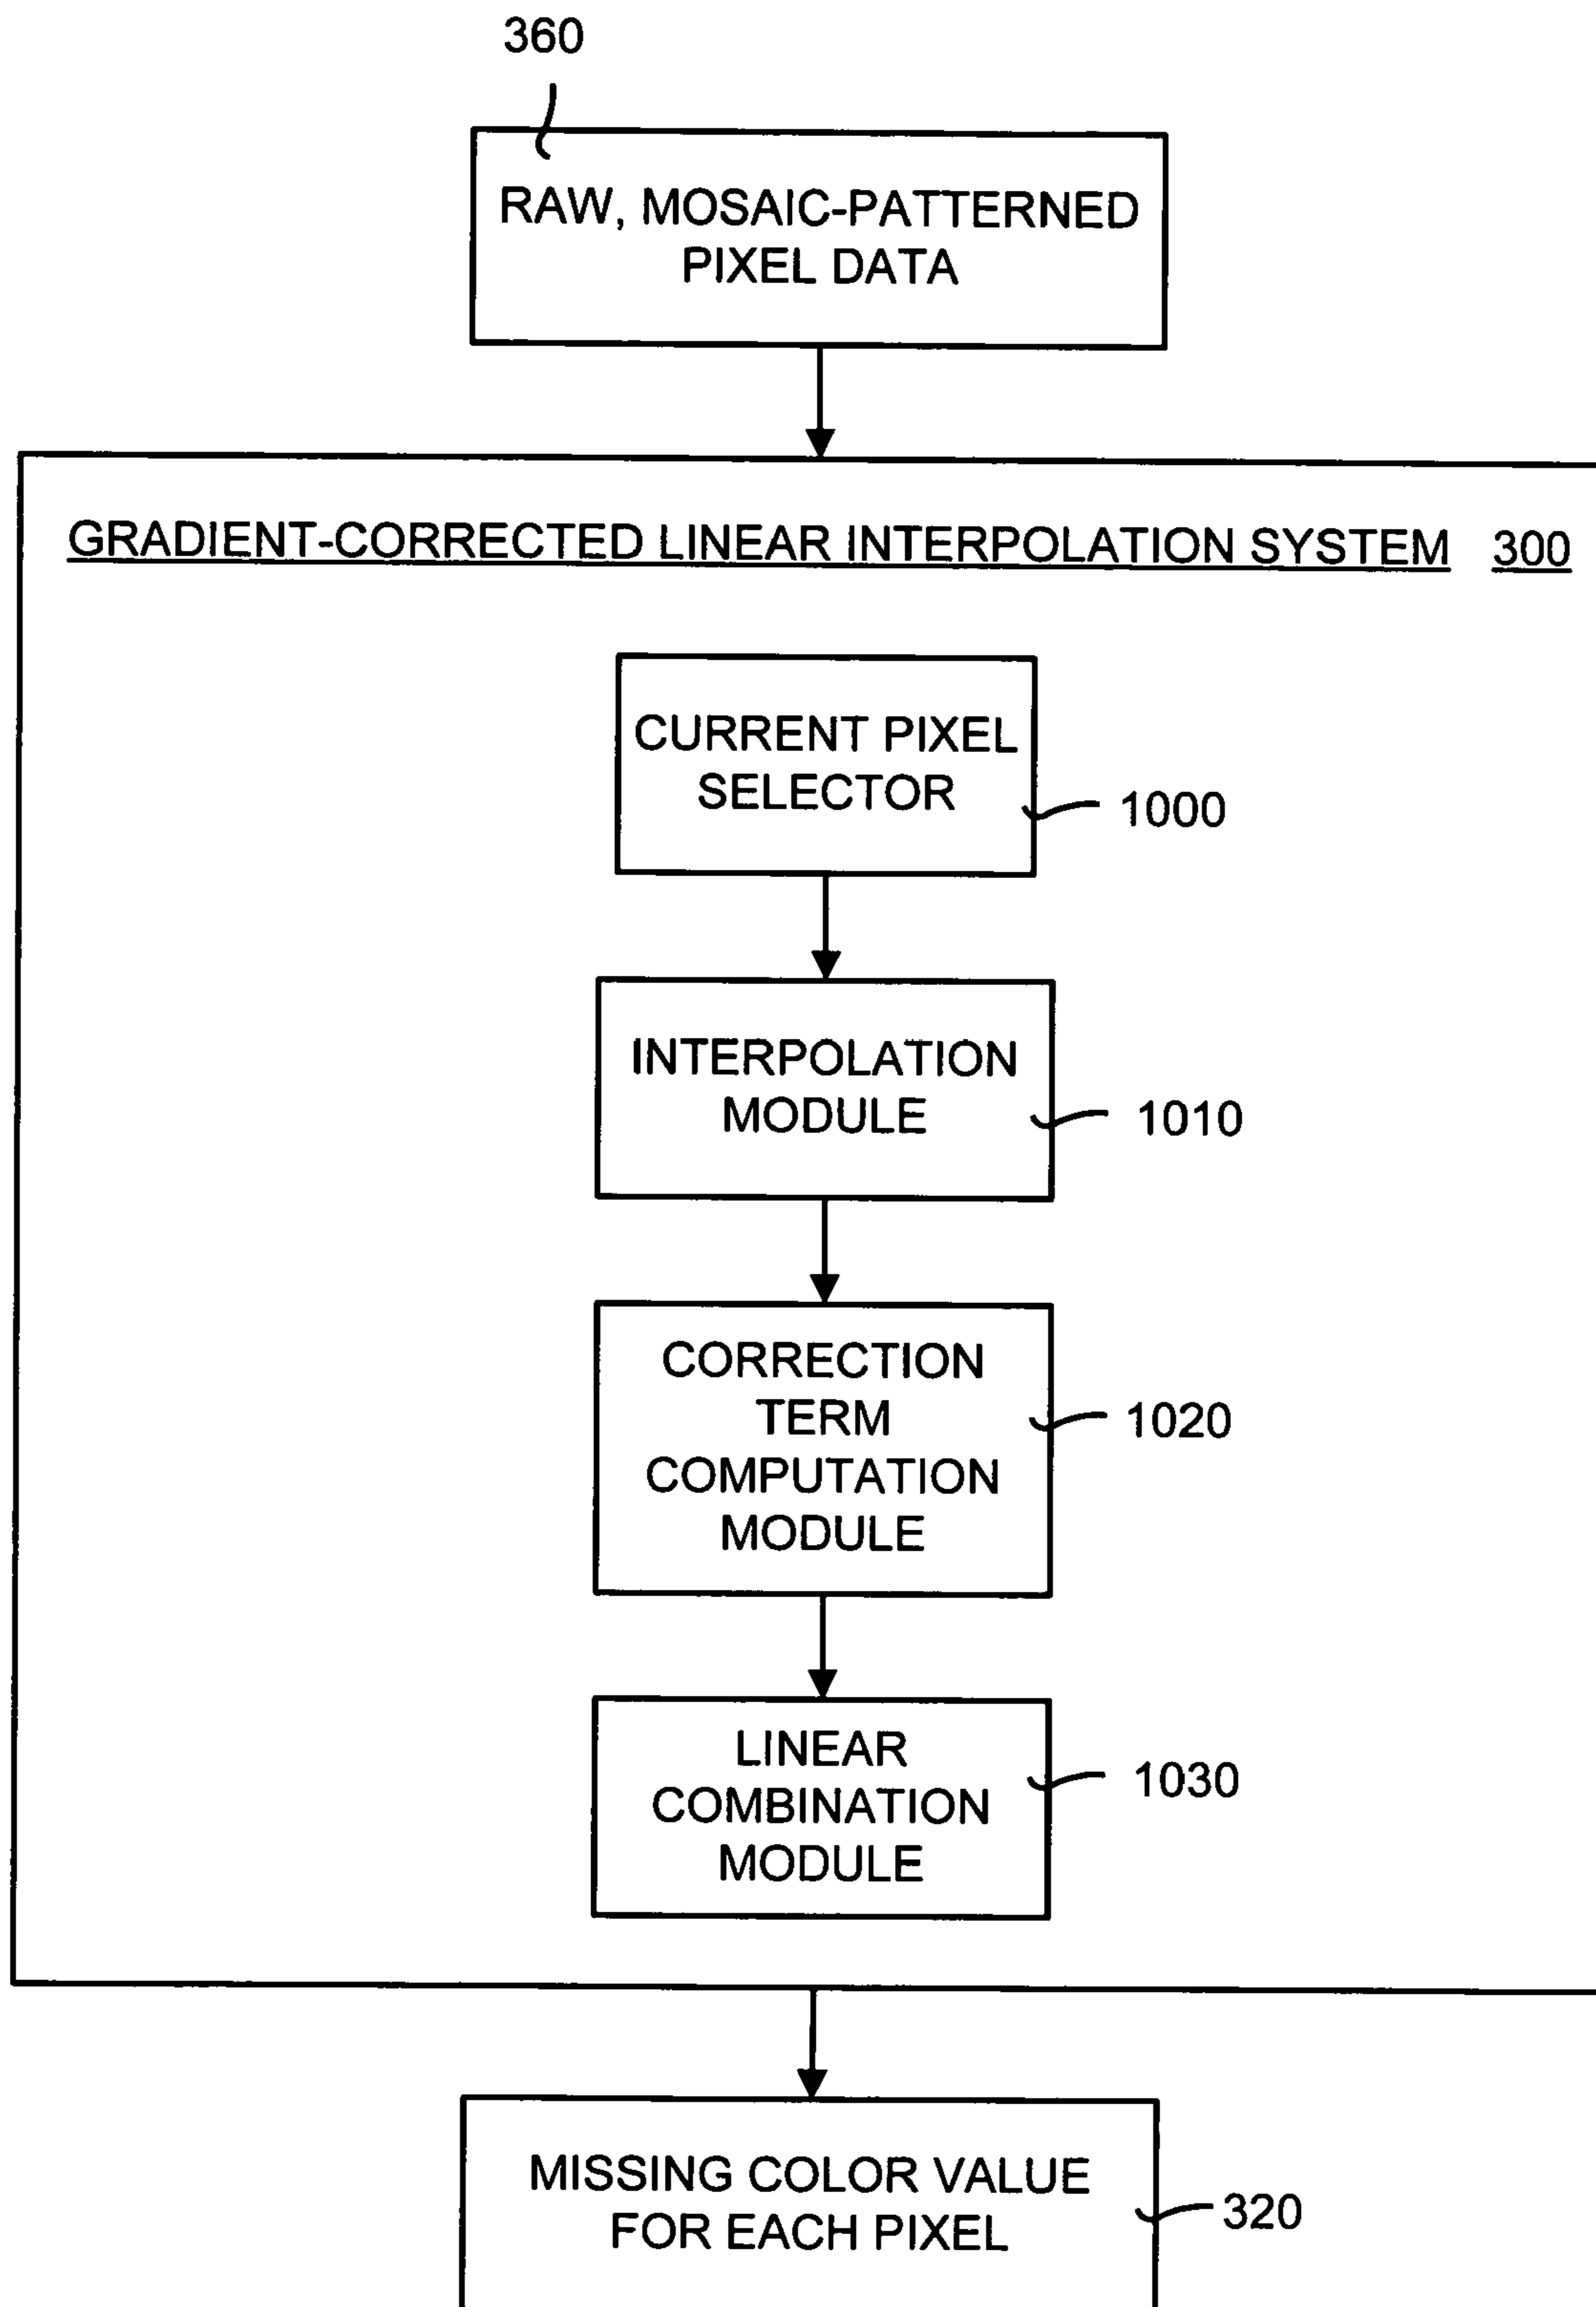 360
RAW, MOSAIC-PATTERNED
PIXEL DATA
GRADIENT-CORRECTED LINEAR INTERPOLATION SYSTEM 300
CURRENT PIXEL
SELECTOR
1000
INTERPOLATION
MODULE
1010
CORRECTION
TERM
COMPUTATION
MODULE
1020
LINEAR
COMBINATION
MODULE
1030
MISSING COLOR VALUE
FOR EACH PIXEL
320